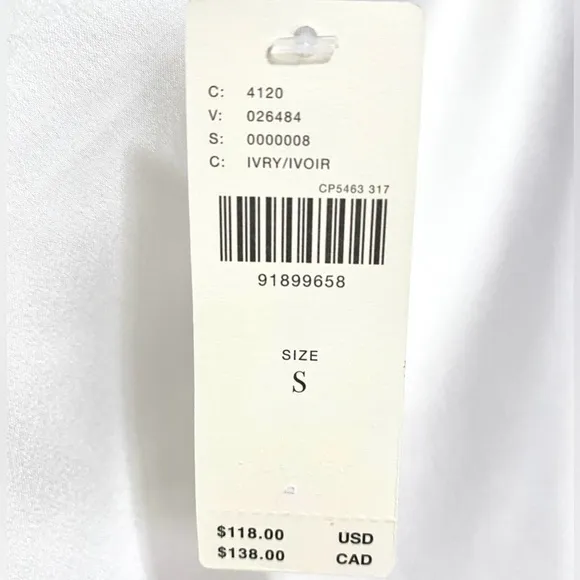 C: 4120
V: 026484
S: 0000008
C: IVRY/IVOIR
CP5463 317
91899658
SIZE
S
$118.00 USD
$138.00 CAD